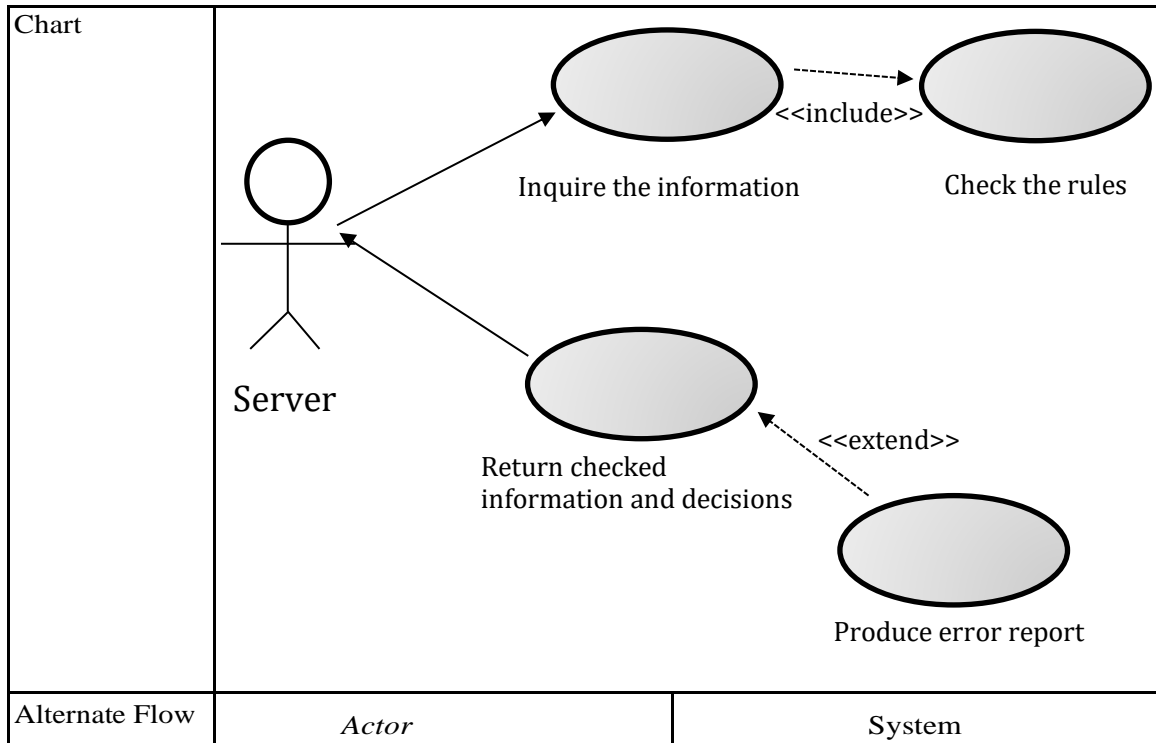 Chart
<<include>>
Inquire the information
Check the rules
Server
<<extend>>
Return checked
information and decisions
Produce error report
Alternate Flow
Actor
System